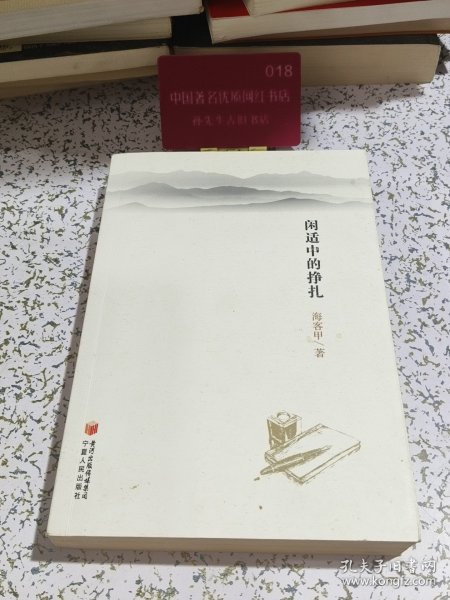 018
中国著名优质网红书店
孙先生古旧书店
闲适中的挣扎
海客甲/著
黄河出版传媒集团
宁夏人民出版社
孔夫子旧书网
www.kongfz.com